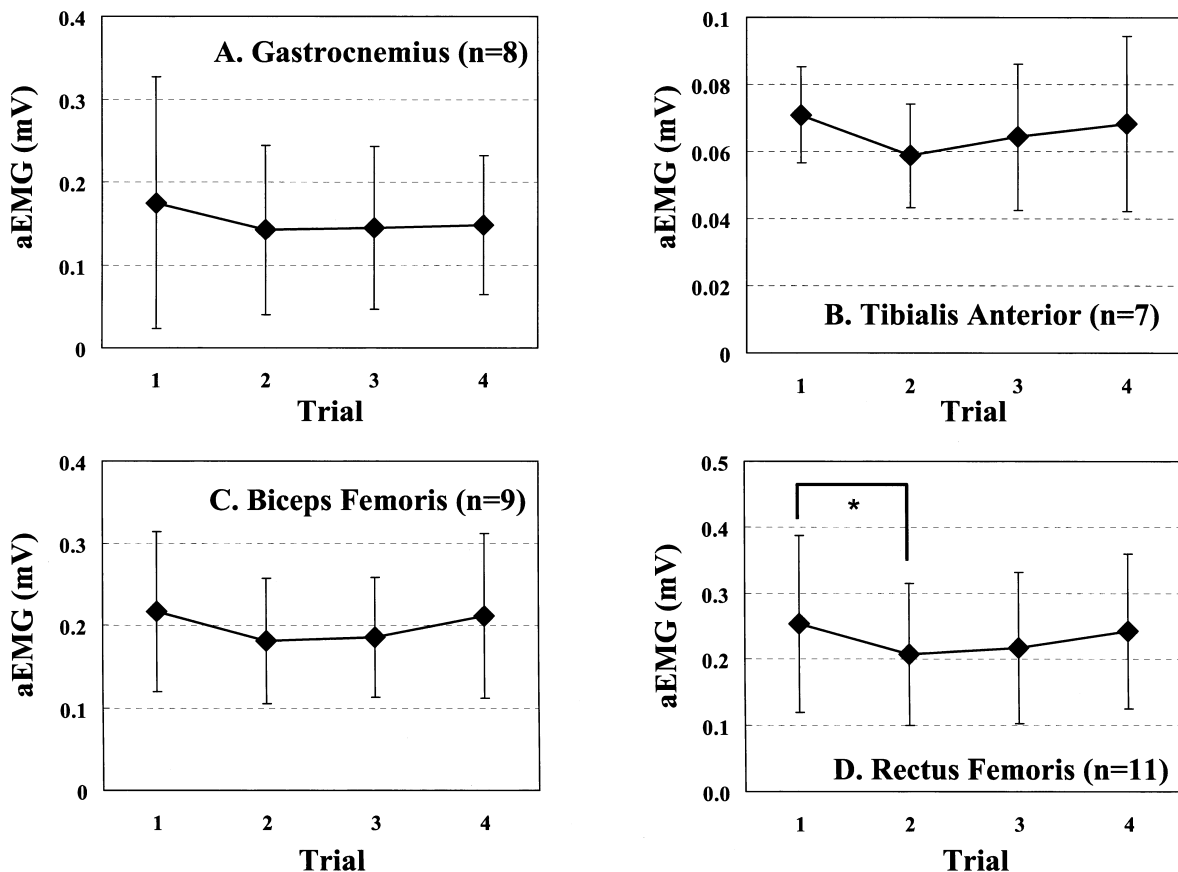 A. Gastrocnemius (n=8)
aEMG (mV)
0.4
0.3
0.2
0.1
0
1 2 3 4
Trial
B. Tibialis Anterior (n=7)
aEMG (mV)
0.1
0.08
0.06
0.04
0.02
0
1 2 3 4
Trial
C. Biceps Femoris (n=9)
aEMG (mV)
0.4
0.3
0.2
0.1
0
1 2 3 4
Trial
D. Rectus Femoris (n=11)
aEMG (mV)
0.5
0.4
0.3
0.2
0.1
0.0
*
1 2 3 4
Trial